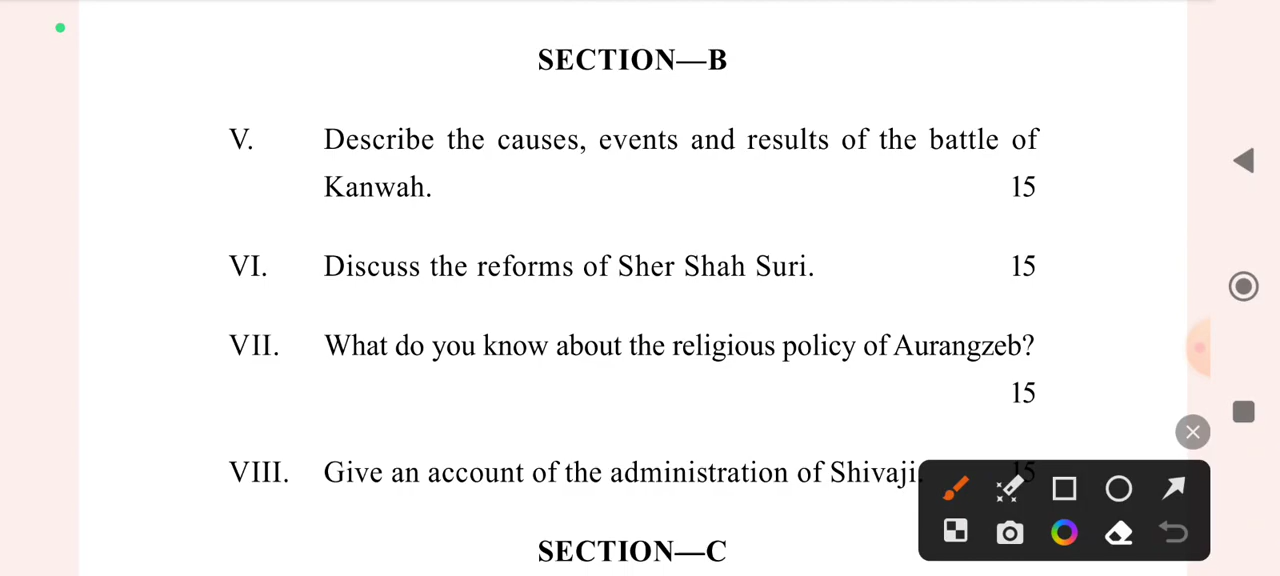 SECTION—B
V. Describe the causes, events and results of the battle of
Kanwah. 15
VI. Discuss the reforms of Sher Shah Suri. 15
VII. What do you know about the religious policy of Aurangzeb?
15
VIII. Give an account of the administration of Shivaji. 15
SECTION—C